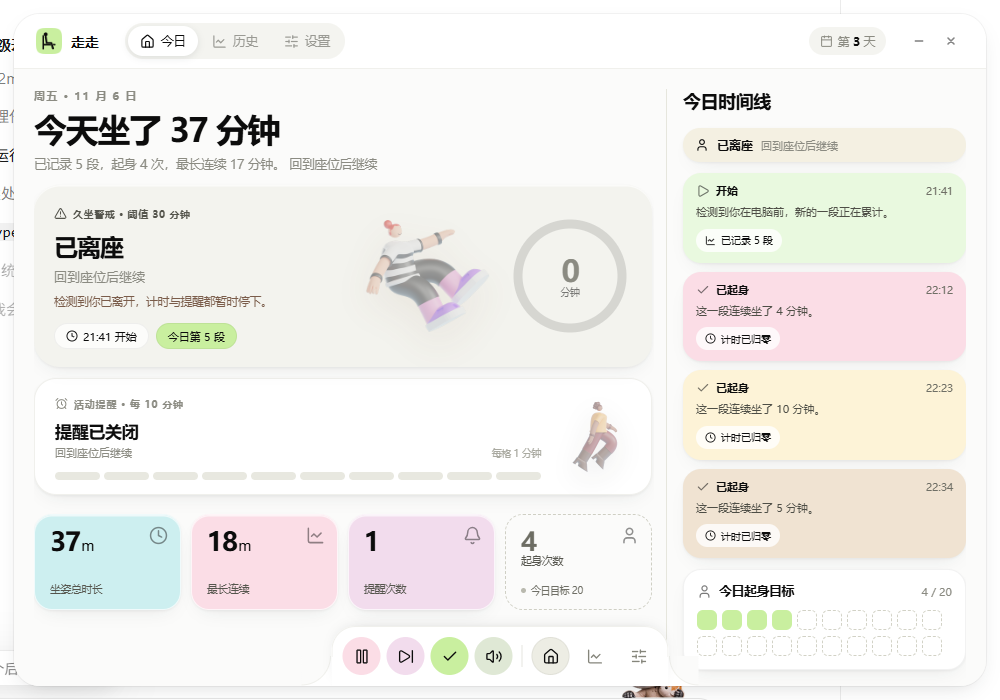 走走
今日
历史
设置
第 3 天
周五 • 11 月 6 日
今天坐了 37 分钟
已记录 5 段，起身 4 次，最长连续 17 分钟。 回到座位后继续
久坐警戒 • 阈值 30 分钟
已离座
回到座位后继续
检测到你已离开，计时与提醒都暂时停下。
21:41 开始
今日第 5 段
0
分钟
活动提醒 • 每 10 分钟
提醒已关闭
回到座位后继续
每格 1 分钟
37m
坐姿总时长
18m
最长连续
1
提醒次数
4
起身次数
今日目标 20
今日时间线
已离座 回到座位后继续
开始 21:41
检测到你在电脑前，新的一段正在累计。
已记录 5 段
已起身 22:12
这一段连续坐了 4 分钟。
计时已归零
已起身 22:23
这一段连续坐了 10 分钟。
计时已归零
已起身 22:34
这一段连续坐了 5 分钟。
计时已归零
今日起身目标 4 / 20